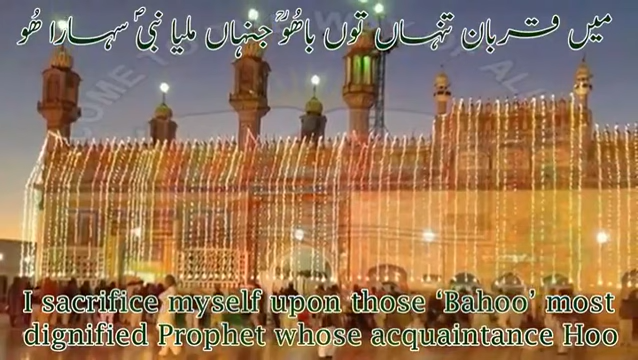 میں قربان تنہاں توں باھُوؒ جنہاں ملیا نبیؐ سہارا ھُو
I sacrifice myself upon those ‘Bahoo’ most
dignified Prophet whose acquaintance Hoo